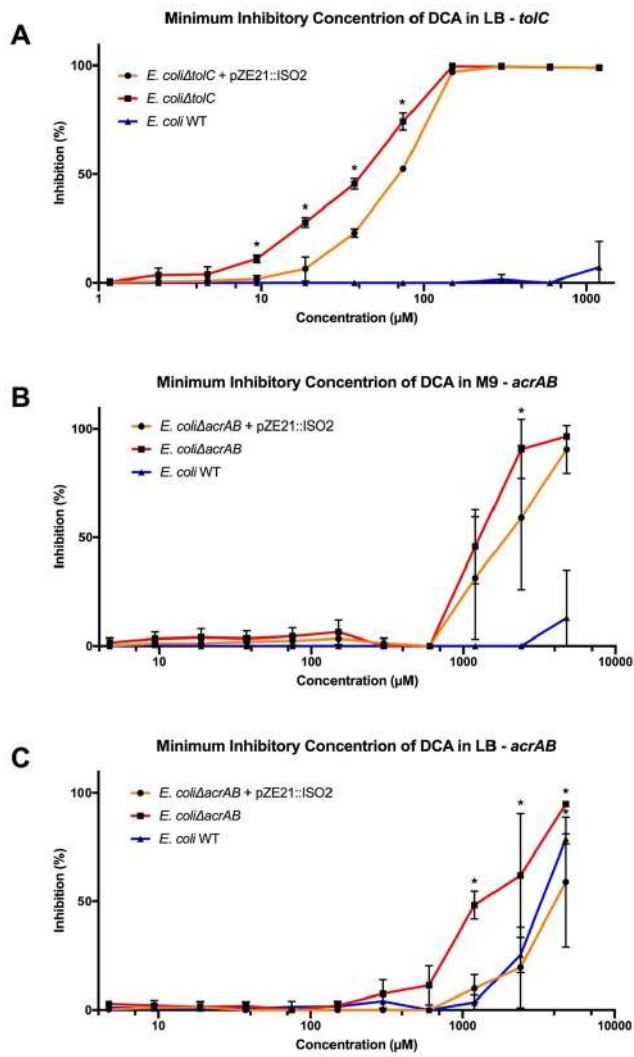 A
Minimum Inhibitory Concentrion of DCA in LB - tolC
E. coliΔtolC + pZE21::ISO2
E. coliΔtolC
E. coli WT
Inhibition (%)
100
50
0
* * * *
1 10 100 1000
Concentration (µM)
B
Minimum Inhibitory Concentrion of DCA in M9 - acrAB
E. coliΔacrAB + pZE21::ISO2
E. coliΔacrAB
E. coli WT
Inhibition (%)
100
50
0
*
10 100 1000 10000
Concentration (µM)
C
Minimum Inhibitory Concentrion of DCA in LB - acrAB
E. coliΔacrAB + pZE21::ISO2
E. coliΔacrAB
E. coli WT
Inhibition (%)
100
50
0
* * * *
10 100 1000 10000
Concentration (µM)